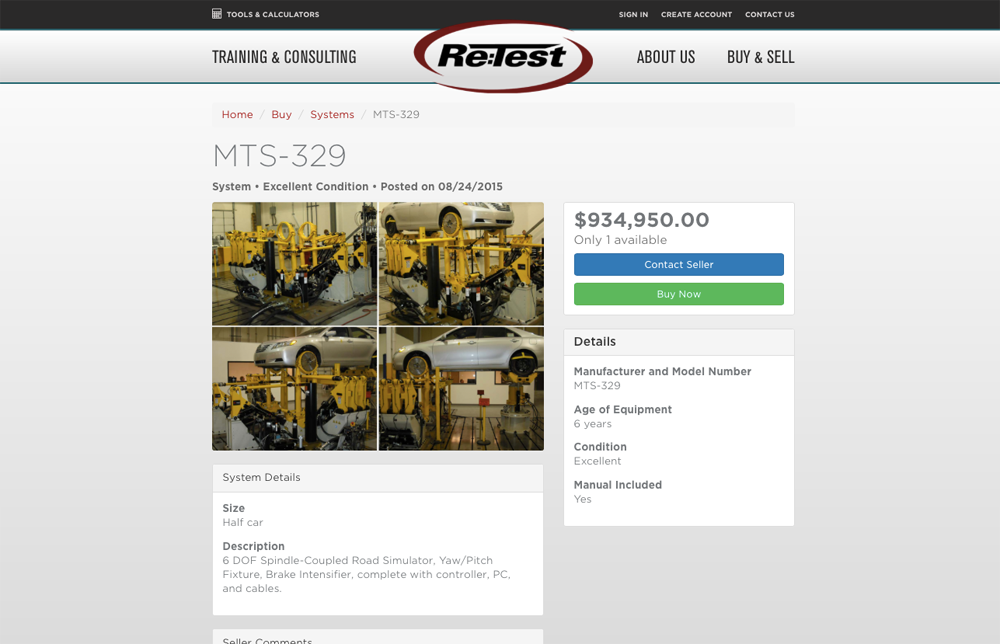 TOOLS & CALCULATORS
SIGN IN CREATE ACCOUNT CONTACT US
TRAINING & CONSULTING
Re:Test
ABOUT US BUY & SELL
Home / Buy / Systems / MTS-329
MTS-329
System • Excellent Condition • Posted on 08/24/2015
$934,950.00
Only 1 available
Contact Seller
Buy Now
Details
Manufacturer and Model Number
MTS-329
Age of Equipment
6 years
Condition
Excellent
Manual Included
Yes
System Details
Size
Half car
Description
6 DOF Spindle-Coupled Road Simulator, Yaw/Pitch
Fixture, Brake Intensifier, complete with controller, PC,
and cables.
Seller Comments